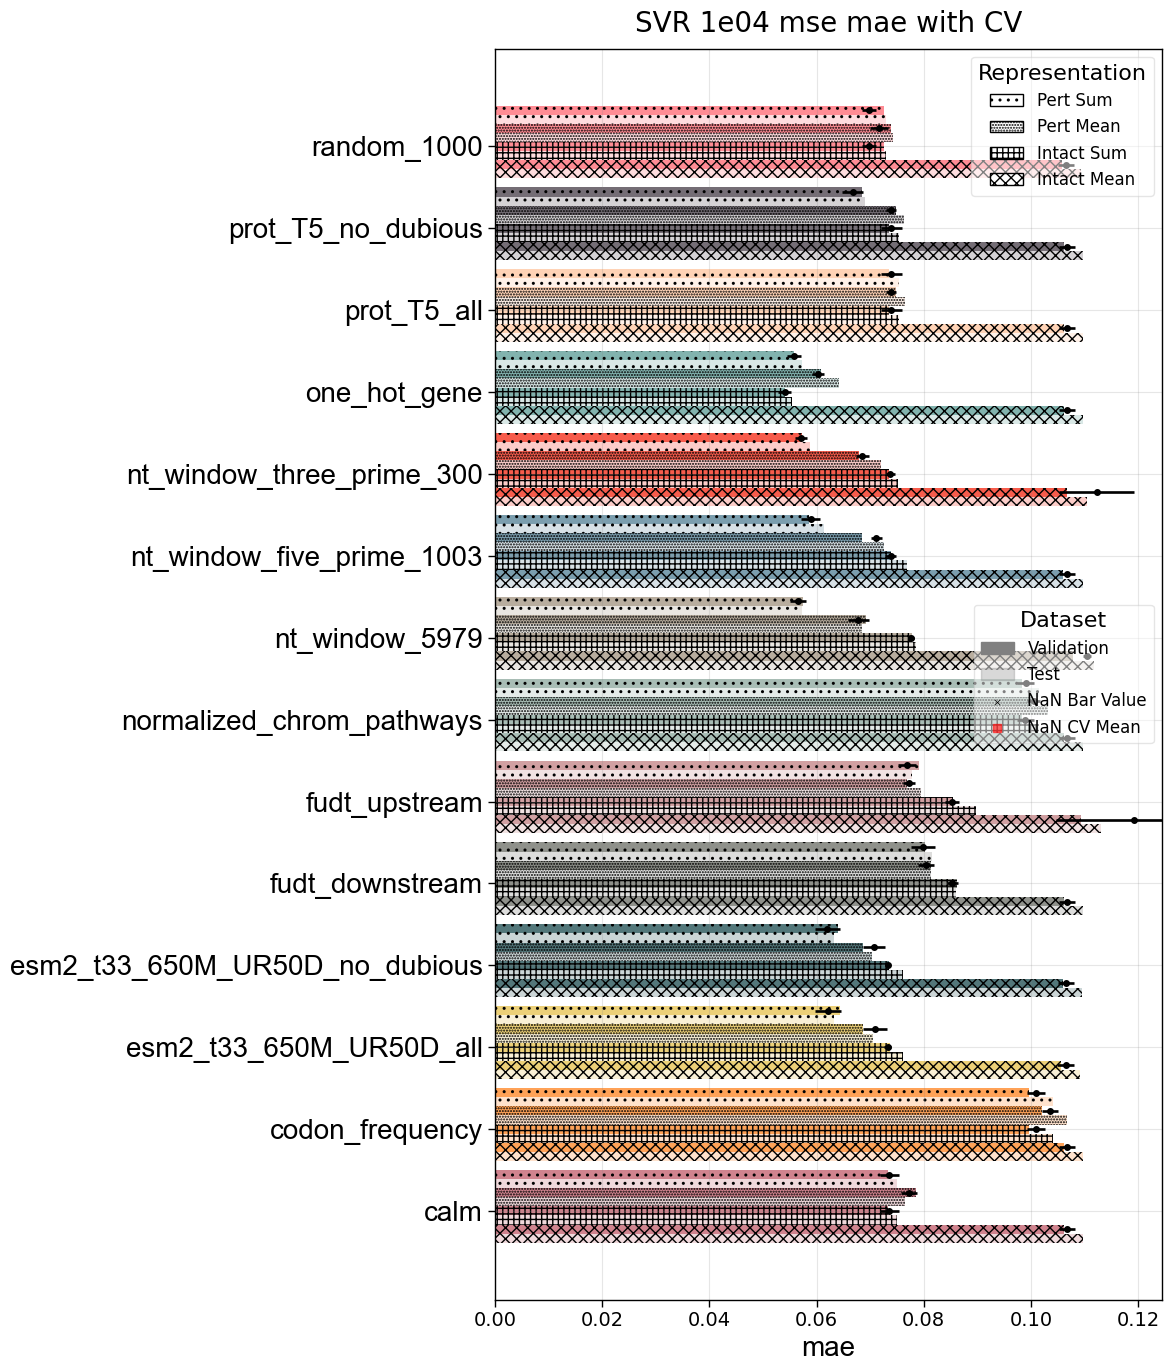 SVR 1e04 mse mae with CV
Representation
Pert Sum
Pert Mean
Intact Sum
Intact Mean
random_1000
prot_T5_no_dubious
prot_T5_all
one_hot_gene
nt_window_three_prime_300
nt_window_five_prime_1003
nt_window_5979
Dataset
Validation
Test
NaN Bar Value
NaN CV Mean
normalized_chrom_pathways
fudt_upstream
fudt_downstream
esm2_t33_650M_UR50D_no_dubious
esm2_t33_650M_UR50D_all
codon_frequency
calm
0.00 0.02 0.04 0.06 0.08 0.10 0.12
mae